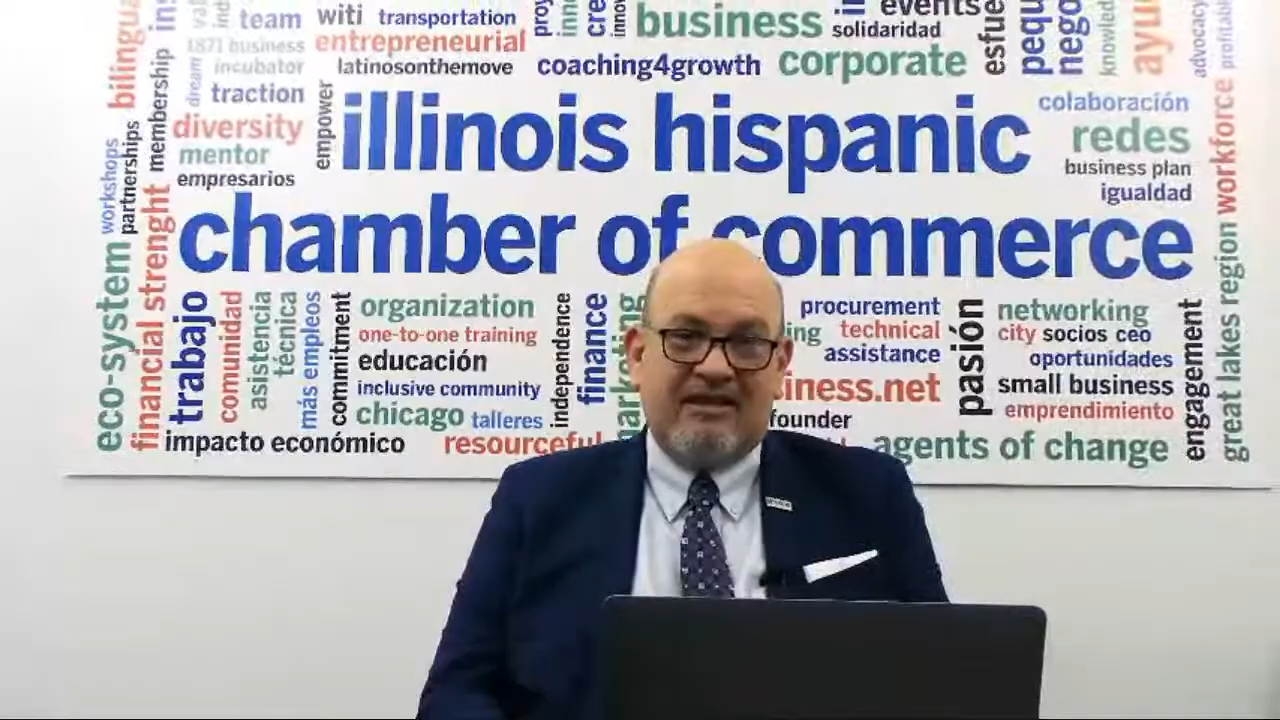 team
witi
transportation
business
events
solidaridad
1871 business
incubator
entrepreneurial
latinosonthemove
coaching4growth
corporate
dream
traction
empower
membership
partnerships
workshops
diversity
mentor
empresarios
illinois hispanic
chamber of commerce
colaboración
redes
business plan
igualdad
workforce
great lakes region
eco-system
financial strenght
trabajo
comunidad
asistencia
técnica
más empleos
commitment
organization
one-to-one training
educación
inclusive community
chicago
talleres
independence
finance
impacto económico
procurement
technical
assistance
iness.net
founder
pasión
networking
city
socios
ceo
oportunidades
small business
emprendimiento
agents of change
engagement